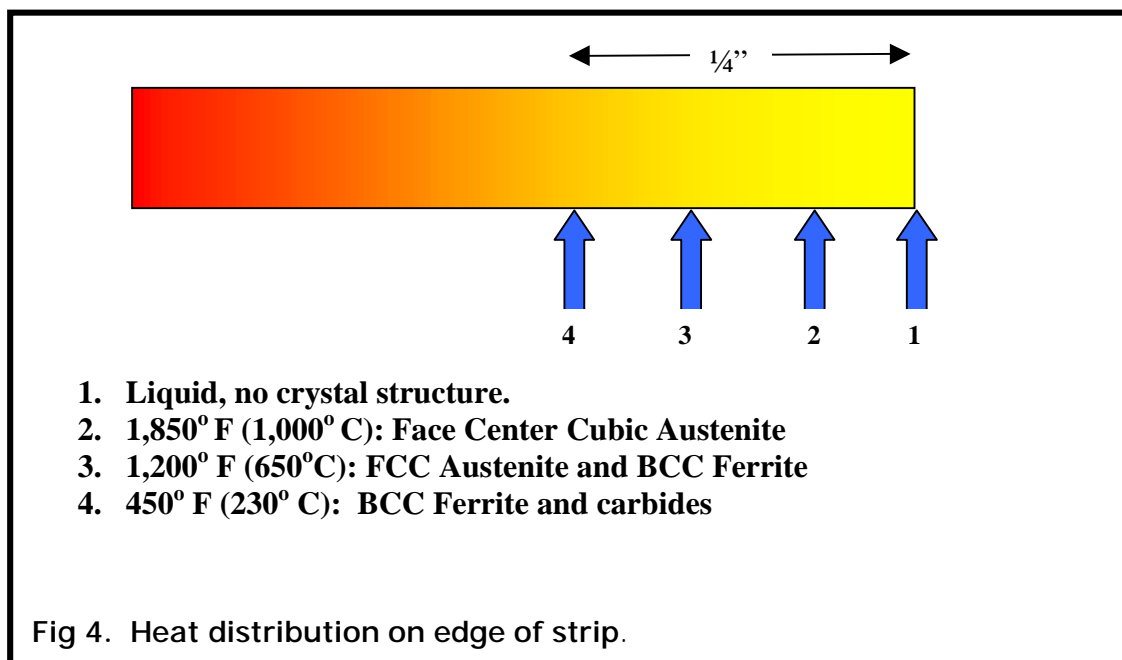 ¼”
4 3 2 1
1. Liquid, no crystal structure.
2. 1,850° F (1,000° C): Face Center Cubic Austenite
3. 1,200° F (650°C): FCC Austenite and BCC Ferrite
4. 450° F (230° C):  BCC Ferrite and carbides
Fig 4.  Heat distribution on edge of strip.